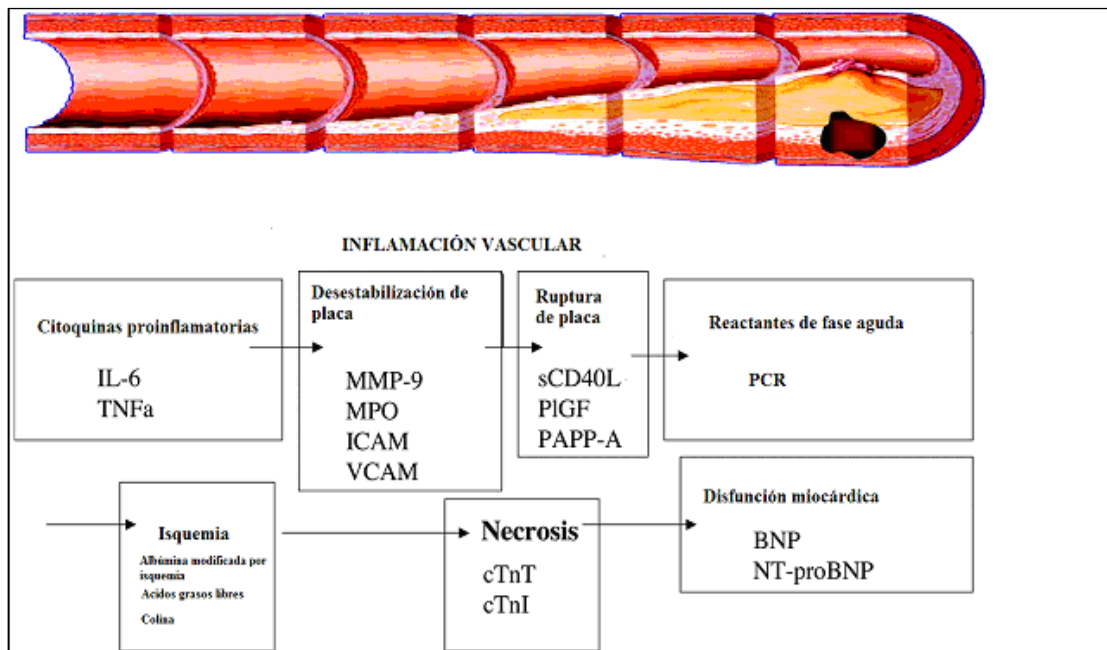 INFLAMACIÓN VASCULAR
Citoquinas proinflamatorias
IL-6
TNFa
Desestabilización de
placa
MMP-9
MPO
ICAM
VCAM
Ruptura
de placa
sCD40L
PlGF
PAPP-A
Reactantes de fase aguda
PCR
Isquemia
Albúmina modificada por
isquemia
Acidos grasos libres
Colina
Necrosis
cTnT
cTnI
Disfunción miocárdica
BNP
NT-proBNP